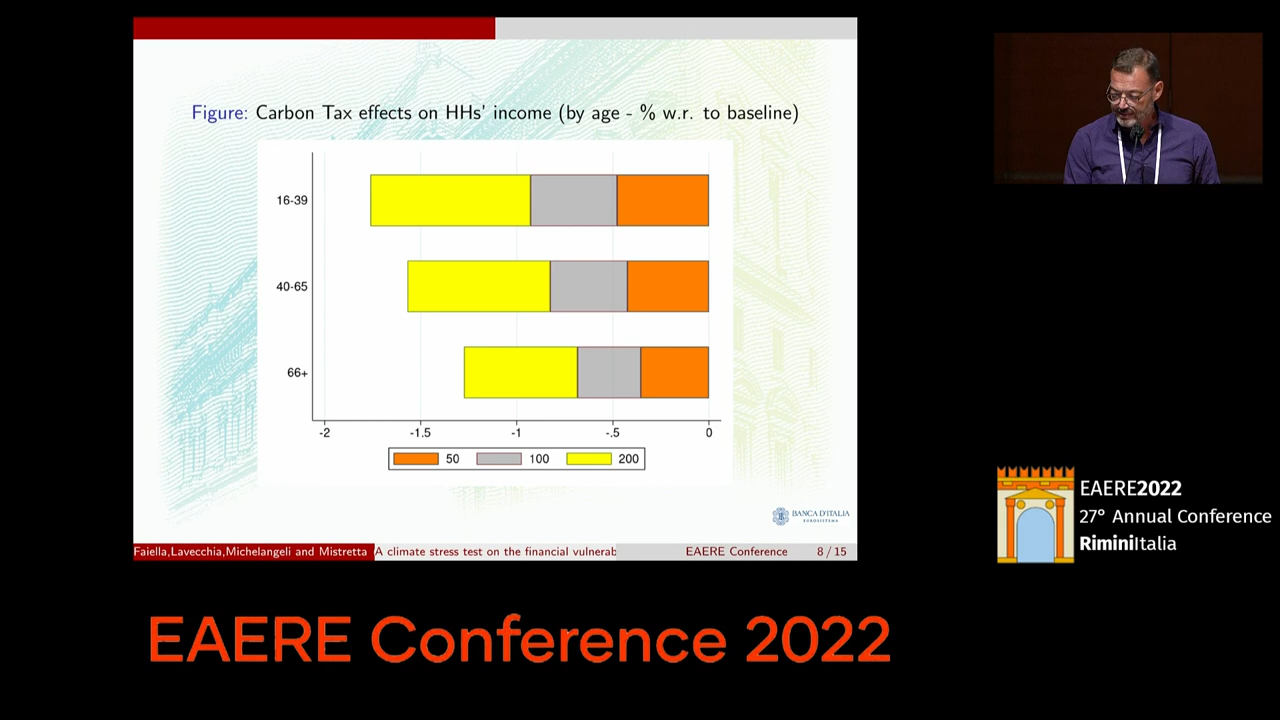 Figure: Carbon Tax effects on HHs' income (by age - % w.r. to baseline)
16-39
40-65
66+
-2 -1.5 -1 -.5 0
50 100 200
BANCA D'ITALIA
EUROSISTEMA
Faiella,Lavecchia,Michelangeli and Mistretta A climate stress test on the financial vulnerab EAERE Conference 8 / 15
EAERE2022
27° Annual Conference
RiminiItalia
EAERE Conference 2022